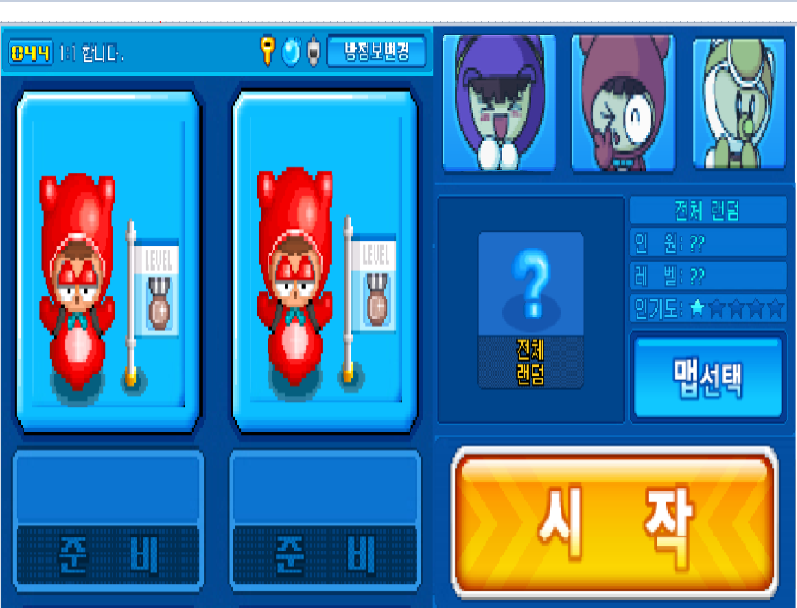 044 1:1 합니다.
방정보변경
LEVEL
LEVEL
준 비
준 비
전체 랜덤
인 원: ??
레 벨: ??
인기도:
?
전체
랜덤
맵선택
시 작